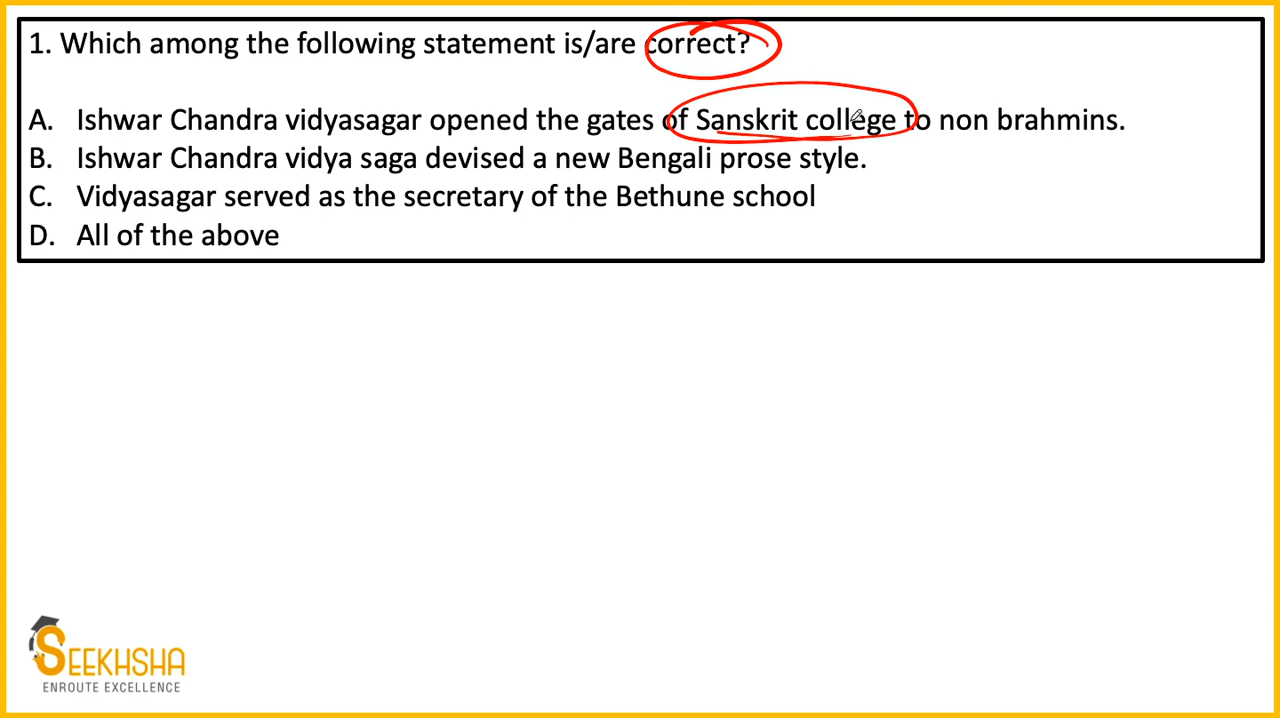 1. Which among the following statement is/are correct?
A. Ishwar Chandra vidyasagar opened the gates of Sanskrit college to non brahmins.
B. Ishwar Chandra vidya saga devised a new Bengali prose style.
C. Vidyasagar served as the secretary of the Bethune school
D. All of the above
SEEKHSHA
ENROUTE EXCELLENCE